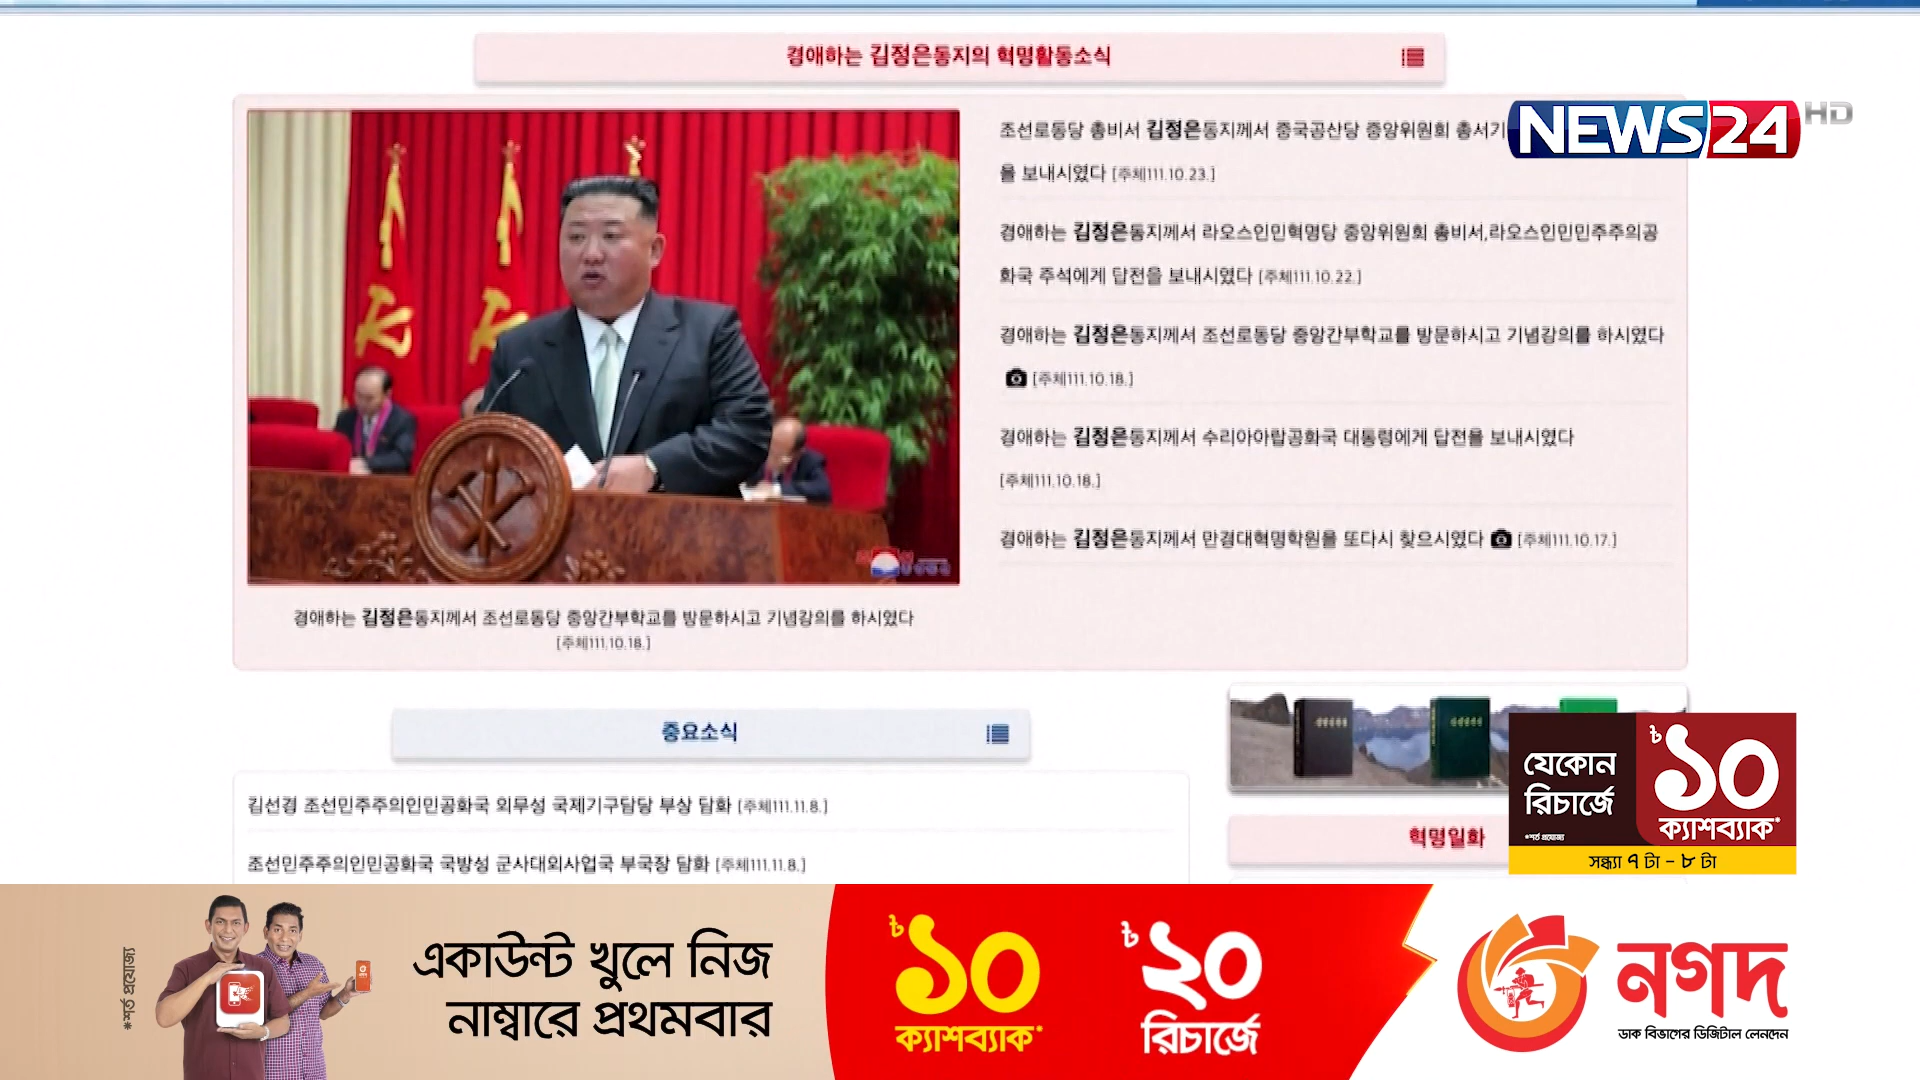 경애하는 김정은동지의 혁명활동소식
NEWS24 HD
조선로동당 총비서 김정은동지께서 중국공산당 중앙위원회 총서기
을 보내시였다 [주체111.10.23.]
경애하는 김정은동지께서 라오스인민혁명당 중앙위원회 총비서,라오스인민민주주의공
화국 주석에게 답전을 보내시였다 [주체111.10.22.]
경애하는 김정은동지께서 조선로동당 중앙간부학교를 방문하시고 기념강의를 하시였다
[주체111.10.18.]
경애하는 김정은동지께서 수리아아랍공화국 대통령에게 답전을 보내시였다
[주체111.10.18.]
경애하는 김정은동지께서 만경대혁명학원을 또다시 찾으시였다 [주체111.10.17.]
경애하는 김정은동지께서 조선로동당 중앙간부학교를 방문하시고 기념강의를 하시였다
[주체111.10.18.]
중요소식
김선경 조선민주주의인민공화국 외무성 국제기구담당 부상 담화 [주체111.11.8.]
조선민주주의인민공화국 국방성 군사대외사업국 부국장 담화 [주체111.11.8.]
혁명일화
যেকোন
রিচার্জে
*শর্ত প্রযোজ্য
৳১০
ক্যাশব্যাক*
সন্ধ্যা ৭ টা - ৮ টা
*শর্ত প্রযোজ্য
একাউন্ট খুলে নিজ
নাম্বারে প্রথমবার
৳১০
ক্যাশব্যাক*
৳২০
রিচার্জে
নগদ
ডাক বিভাগের ডিজিটাল লেনদেন